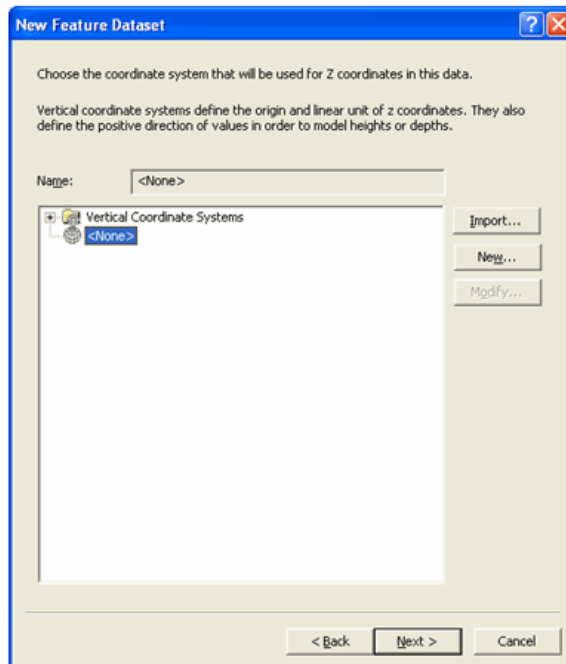 New Feature Dataset
Choose the coordinate system that will be used for Z coordinates in this data.
Vertical coordinate systems define the origin and linear unit of z coordinates. They also
define the positive direction of values in order to model heights or depths.
Name: <None>
Vertical Coordinate Systems
<None>
Import...
New...
Modify...
< Back Next > Cancel